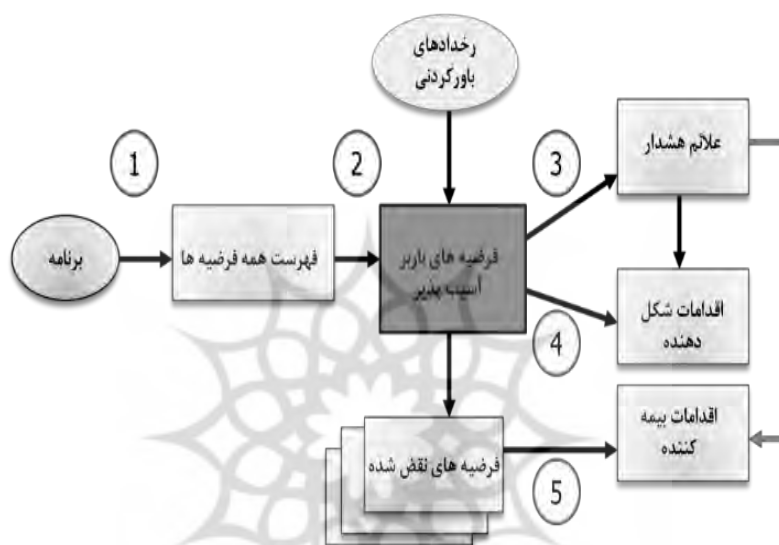 رخدادهای
باورکردنی
1
2
3
علائم هشدار
برنامه
فهرست همه فرضیه ها
فرضیه های باربر
آسیب پذیر
4
اقدامات شکل
دهنده
فرضیه های نقض شده
5
اقدامات بیمه
کننده